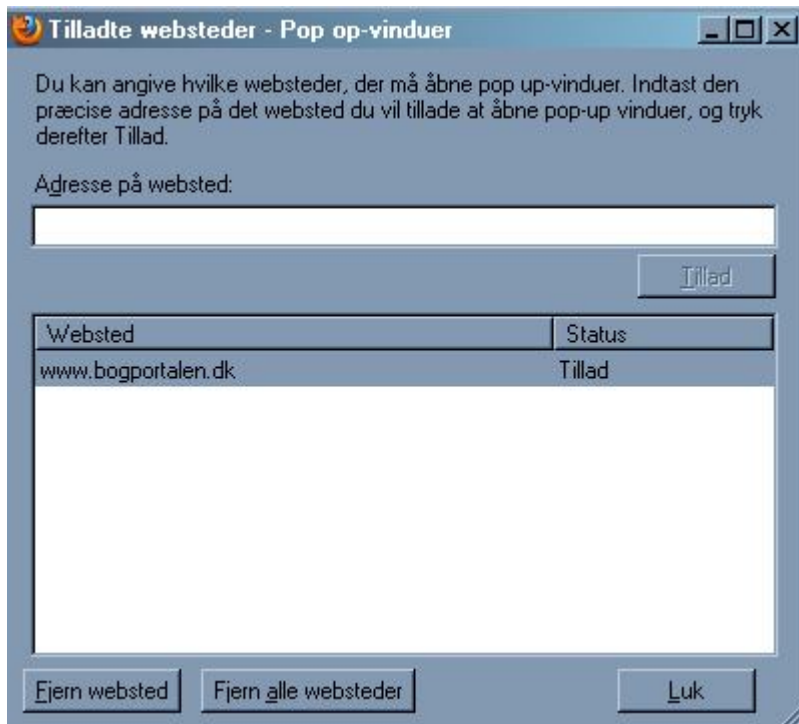 Tilladte websteder - Pop op-vinduer
Du kan angive hvilke websteder, der må åbne pop up-vinduer. Indtast den
præcise adresse på det websted du vil tillade at åbne pop-up vinduer, og tryk
derefter Tillad.
Adresse på websted:
Tillad
Websted Status
www.bogportalen.dk Tillad
Fjern websted Fjern alle websteder Luk